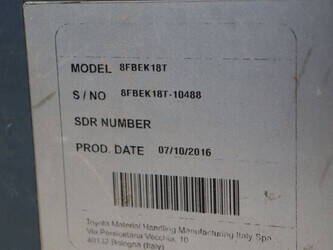 MODEL 8FBEK18T
S / NO 8FBEK18T-10488
SDR NUMBER
PROD. DATE 07/10/2016
Toyota Material Handling Manufacturing Italy Spa
Via Persicetana Vecchia, 10
40132 Bologna (Italy)